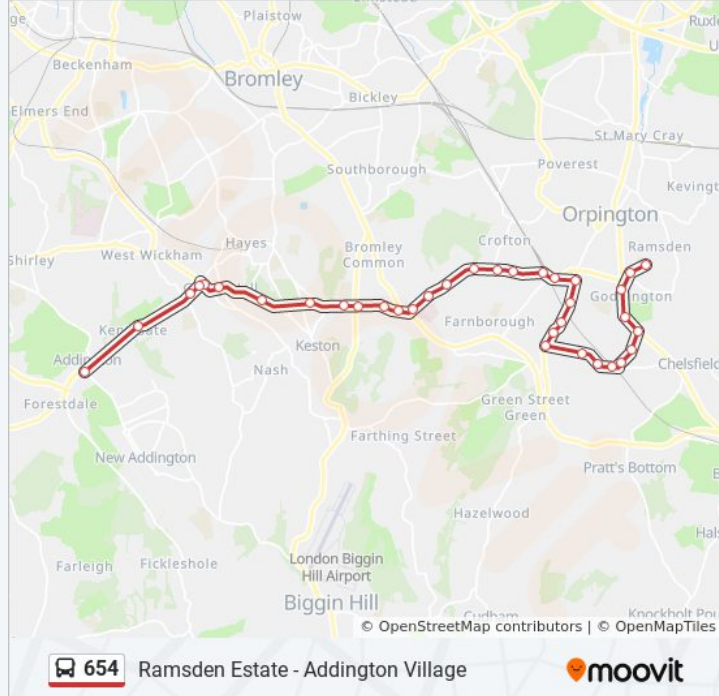 Plaistow
Ruxle
Beckenham
Bromley
Bickley
Elmers End
St. Mary Cray
Southborough
Poverest
Kevingt
Orpington
Hayes
Bromley
Common
Crofton
Ramsden
Shirley
West Wickham
Goddington
Farnborough
Keston
Addington
Nash
Chelsfield
Forestdale
Green Street
Green
Farthing Street
New Addington
Pratt's Bottom
Hazelwood
Hals
London Biggin
Hill Airport
Farleigh
Fickleshole
Biggin Hill
Cudham
Knockholt Pou
© OpenStreetMap contributors | © OpenMapTiles
654 Ramsden Estate - Addington Village
moovit